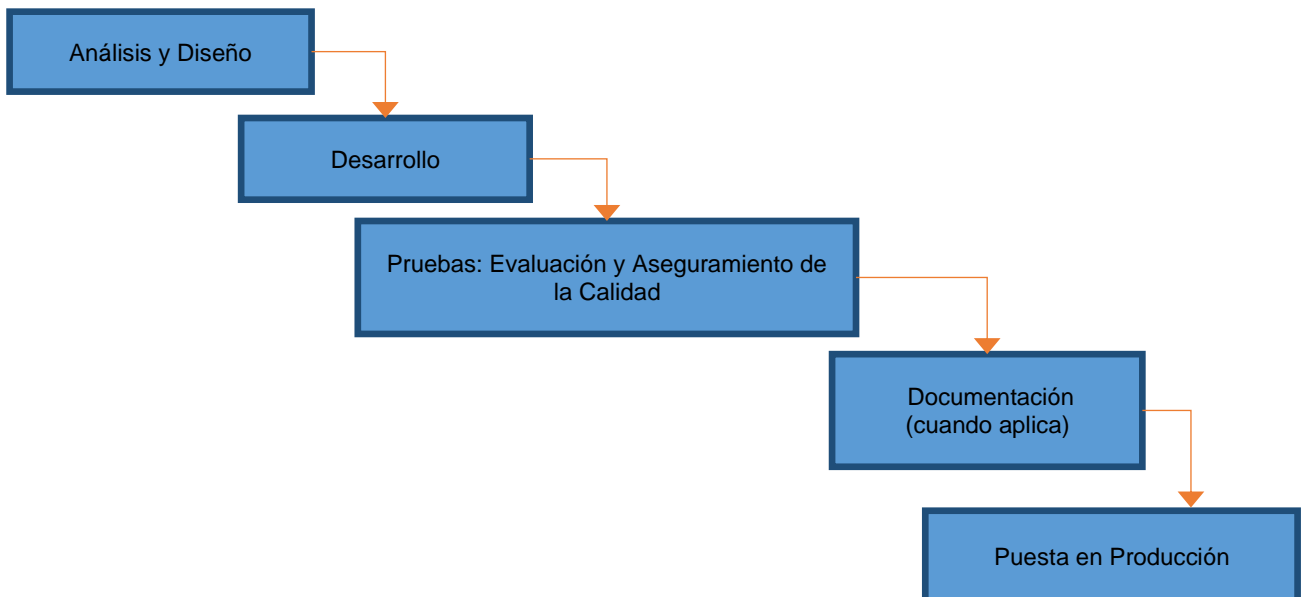 Análisis y Diseño
Desarrollo
Pruebas: Evaluación y Aseguramiento de
la Calidad
Documentación
(cuando aplica)
Puesta en Producción